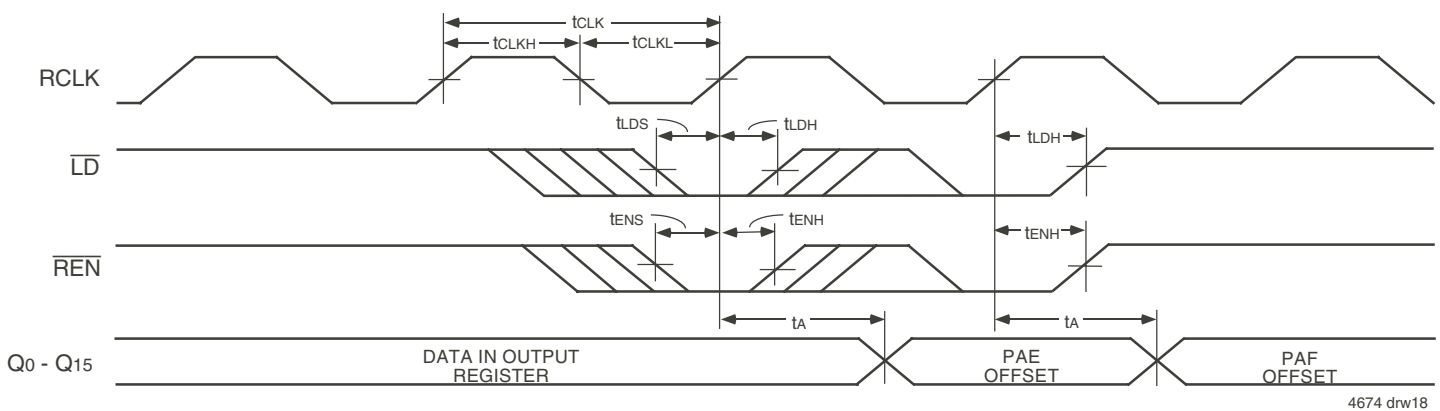 tCLK
tCLKH
tCLKL
RCLK
tLDS
tLDH
tLDH
LD
tENS
tENH
tENH
REN
tA
tA
Q0 - Q15
DATA IN OUTPUT
REGISTER
PAE
OFFSET
PAF
OFFSET
4674 drw18